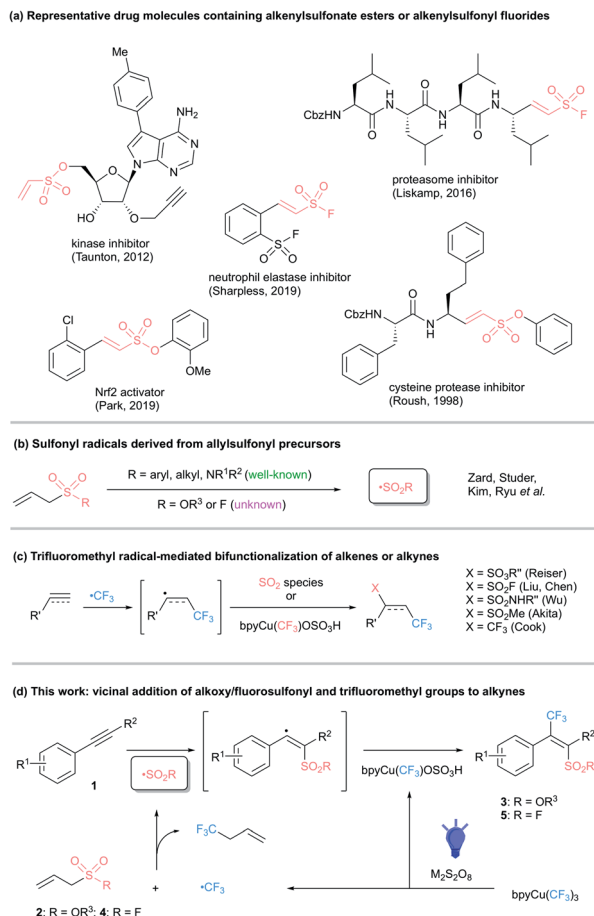 (a) Representative drug molecules containing alkenylsulfonate esters or alkenylsulfonyl fluorides
Me
NH2
N
N
N
O
S
O
O
O
HO
O
kinase inhibitor
(Taunton, 2012)
O
S
O
F
S
F
O
O
neutrophil elastase inhibitor
(Sharpless, 2019)
CbzHN
O
H
N
O
N
H
O
H
N
O
S
O
F
proteasome inhibitor
(Liskamp, 2016)
Cl
O
S
O
O
OMe
Nrf2 activator
(Park, 2019)
CbzHN
O
N
H
O
S
O
O
cysteine protease inhibitor
(Roush, 1998)
(b) Sulfonyl radicals derived from allylsulfonyl precursors
O
S
O
R
R = aryl, alkyl, NR1R2 (well-known)
R = OR3 or F (unknown)
•SO2R
Zard, Studer,
Kim, Ryu et al.
(c) Trifluoromethyl radical-mediated bifunctionalization of alkenes or alkynes
R'
•CF3
R'
CF3
SO2 species
or
bpyCu(CF3)OSO3H
X
R'
CF3
X = SO3R" (Reiser)
X = SO2F (Liu, Chen)
X = SO2NHR" (Wu)
X = SO2Me (Akita)
X = CF3 (Cook)
(d) This work: vicinal addition of alkoxy/fluorosulfonyl and trifluoromethyl groups to alkynes
R2
R1
1
•SO2R
R1
R2
SO2R
bpyCu(CF3)OSO3H
CF3
R2
R1
SO2R
3: R = OR3
5: R = F
F3C
O
S
O
R
+
•CF3
M2S2O8
bpyCu(CF3)3
2: R = OR3; 4: R = F